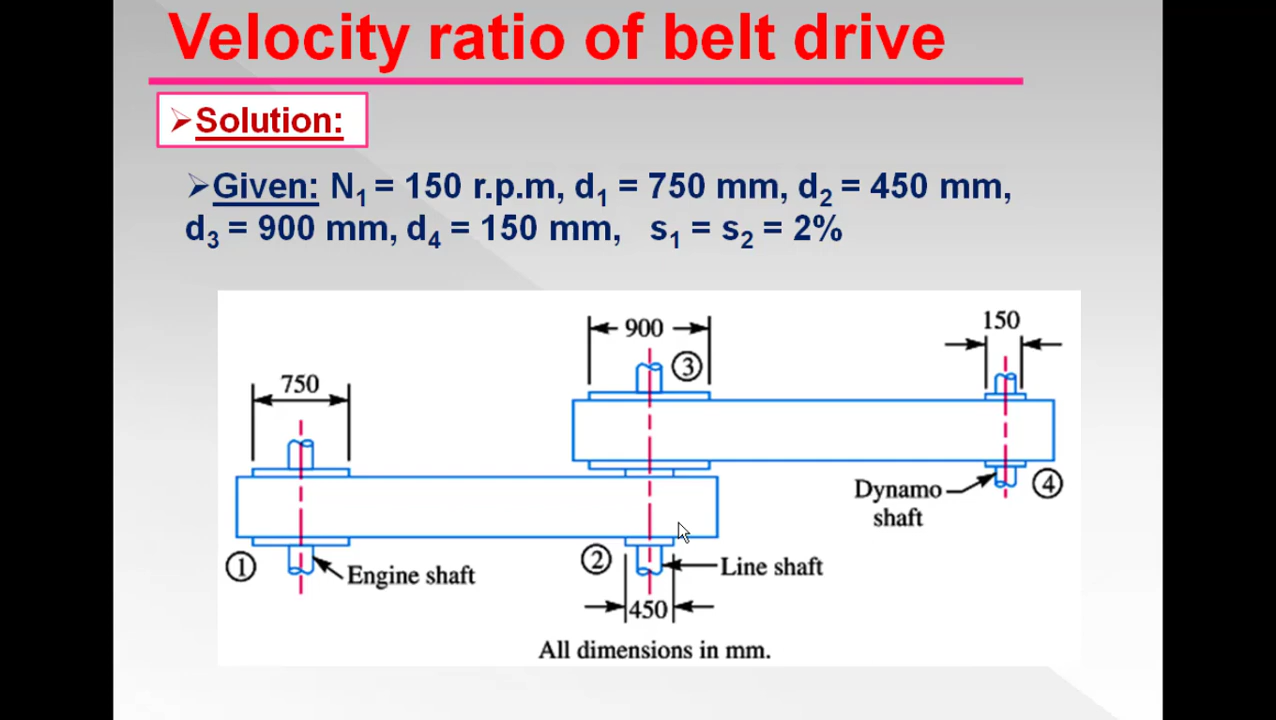 Velocity ratio of belt drive
➢Solution:
➢Given: N₁ = 150 r.p.m, d₁ = 750 mm, d₂ = 450 mm,
d₃ = 900 mm, d₄ = 150 mm, s₁ = s₂ = 2%
150
900
③
750
Dynamo
shaft
④
①
Engine shaft
②
Line shaft
450
All dimensions in mm.